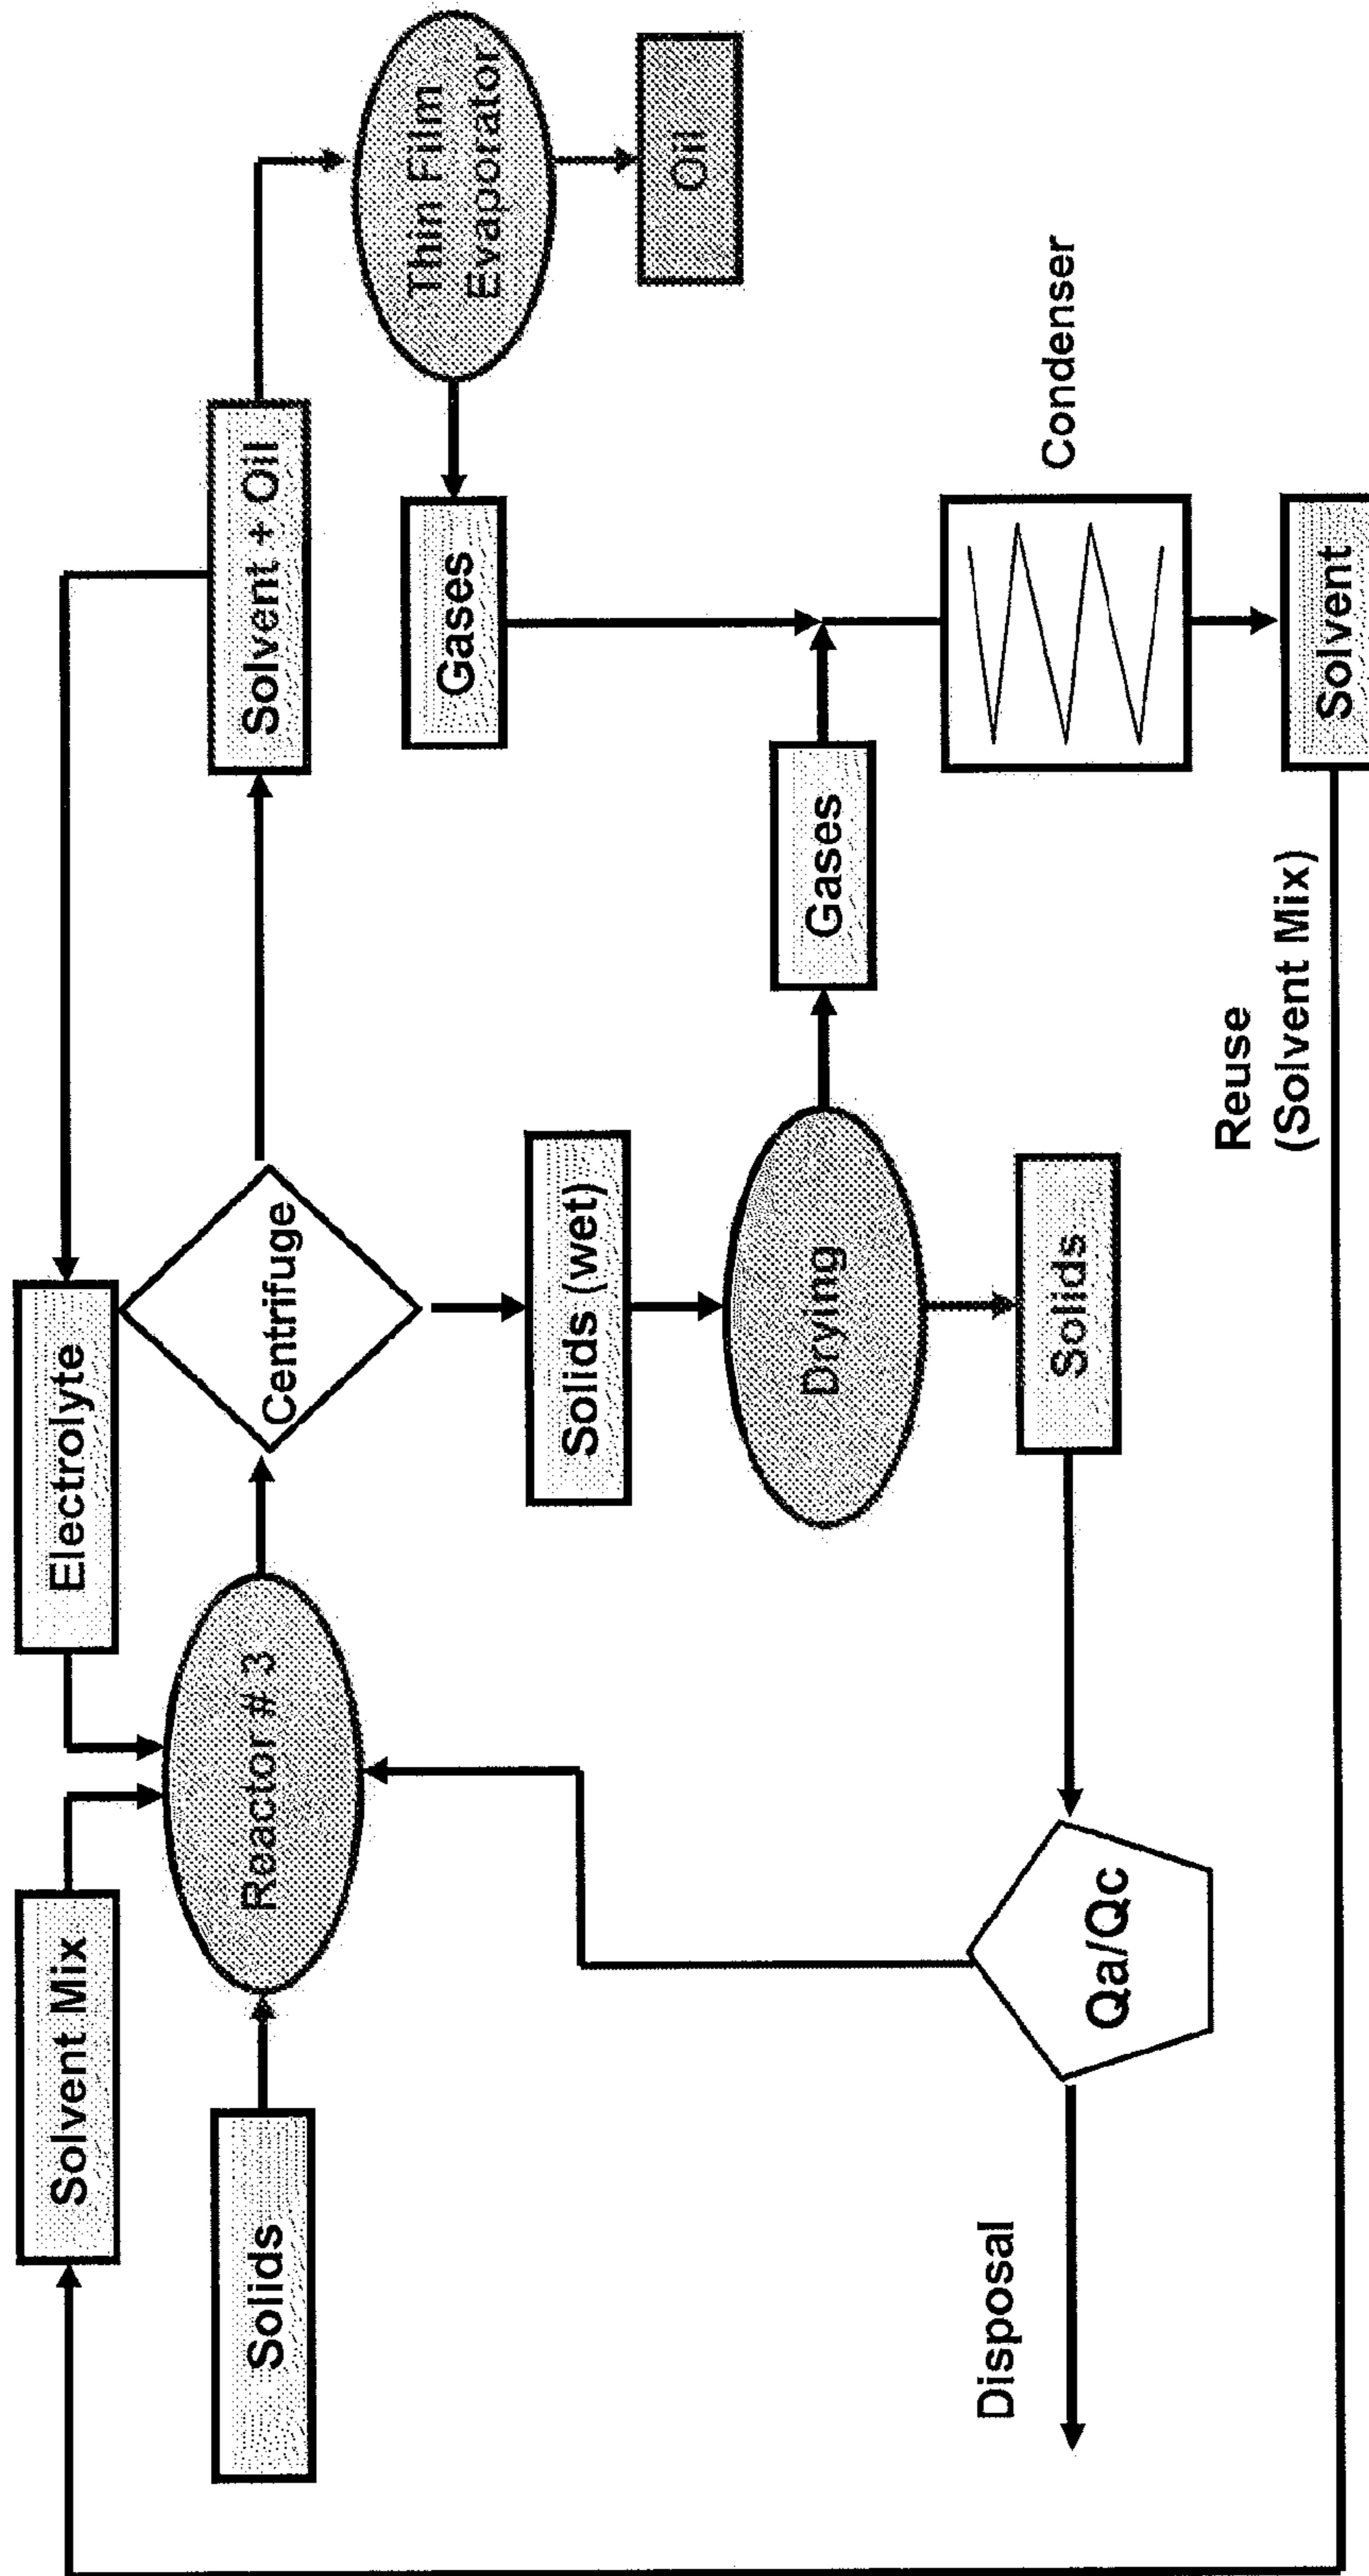 Solvent Mix
Electrolyte
Solids
Reactor # 3
Centrifuge
Solvent + Oil
Thin Film
Evaporator
Oil
Gases
Solids (wet)
Drying
Gases
Condenser
Solids
Disposal
Qa/Qc
Reuse
(Solvent Mix)
Solvent